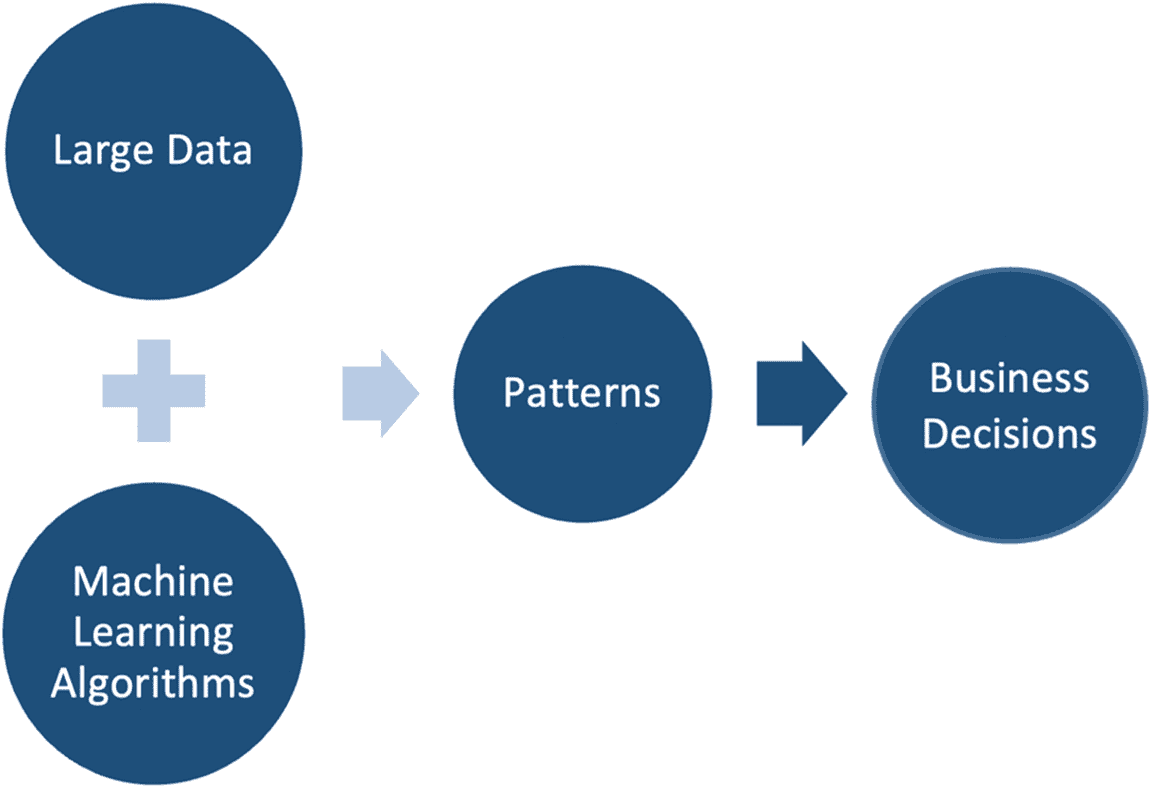 Large Data
Machine
Learning
Algorithms
Patterns
Business
Decisions